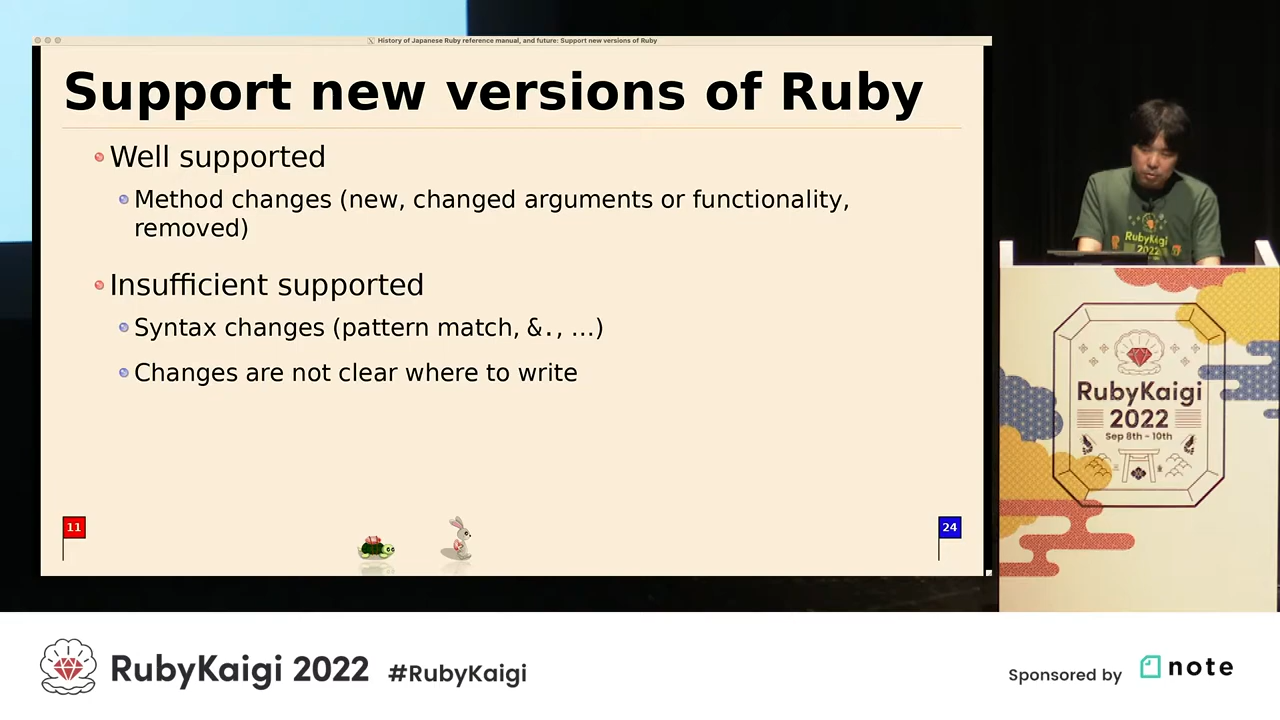 History of Japanese Ruby reference manual, and future: Support new versions of Ruby
Support new versions of Ruby
Well supported
Method changes (new, changed arguments or functionality,
removed)
Insufficient supported
Syntax changes (pattern match, &., ...)
Changes are not clear where to write
11
24
RubyKaigi
2022
RubyKaigi
2022
Sep 8th - 10th
RubyKaigi 2022 #RubyKaigi
Sponsored by note